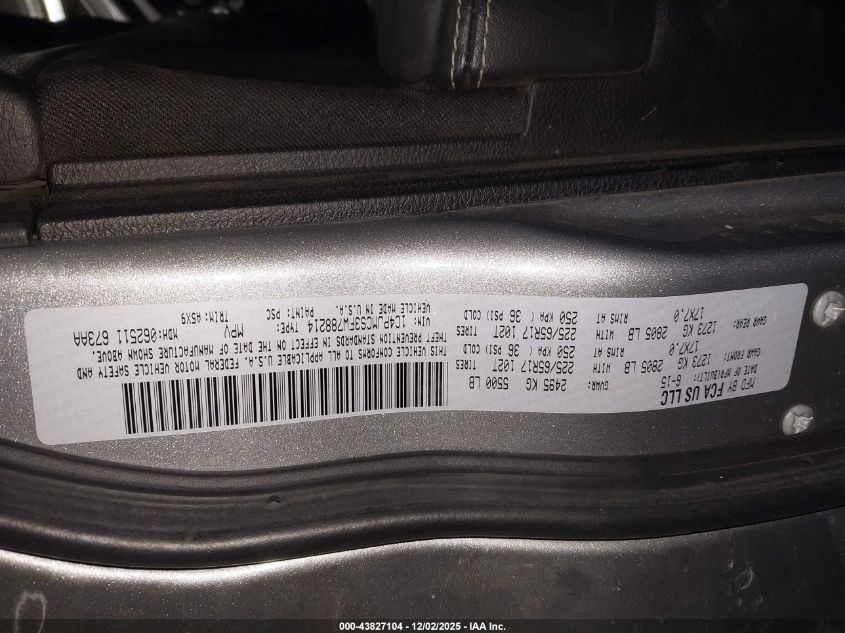 MFD BY FCA US LLC
DATE OF MFR(BUILT): 6-15
GVWR: 2495 KG 5500 LB
GAWR FRONT: 1273 KG 2805 LB WITH 225/65R17 102T TIRES
17X7.0 RIMS AT 250 KPA ( 36 PSI) COLD
GAWR REAR: 1273 KG 2805 LB WITH 225/65R17 102T TIRES
17X7.0 RIMS AT 250 KPA ( 36 PSI) COLD
THIS VEHICLE CONFORMS TO ALL APPLICABLE U.S.A. FEDERAL MOTOR VEHICLE SAFETY AND
THEFT PREVENTION STANDARDS IN EFFECT ON THE DATE OF MANUFACTURE SHOWN ABOVE.
VIN: 1C4PJMCS3FW788214 TYPE: MPV MDH:062511 673AA
VEHICLE MADE IN U.S.A. PAINT: PSC TRIM: A5X9
000-43827104 - 12/02/2025 - IAA Inc.